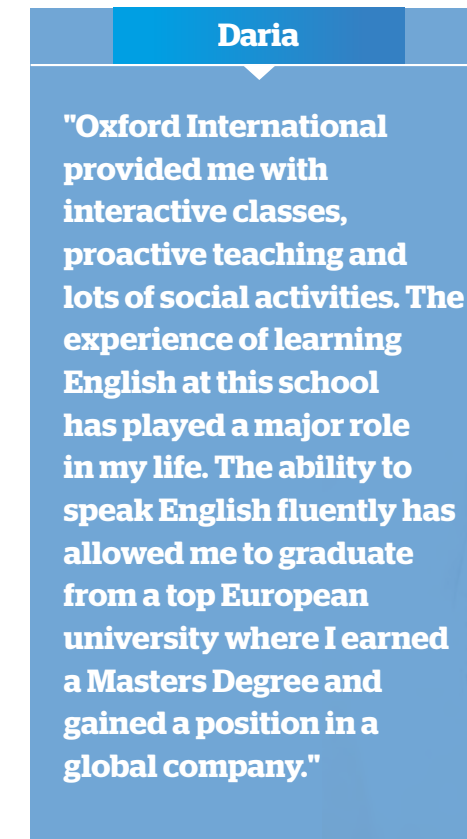 Daria
"Oxford International
provided me with
interactive classes,
proactive teaching and
lots of social activities. The
experience of learning
English at this school
has played a major role
in my life. The ability to
speak English fluently has
allowed me to graduate
from a top European
university where I earned
a Masters Degree and
gained a position in a
global company."